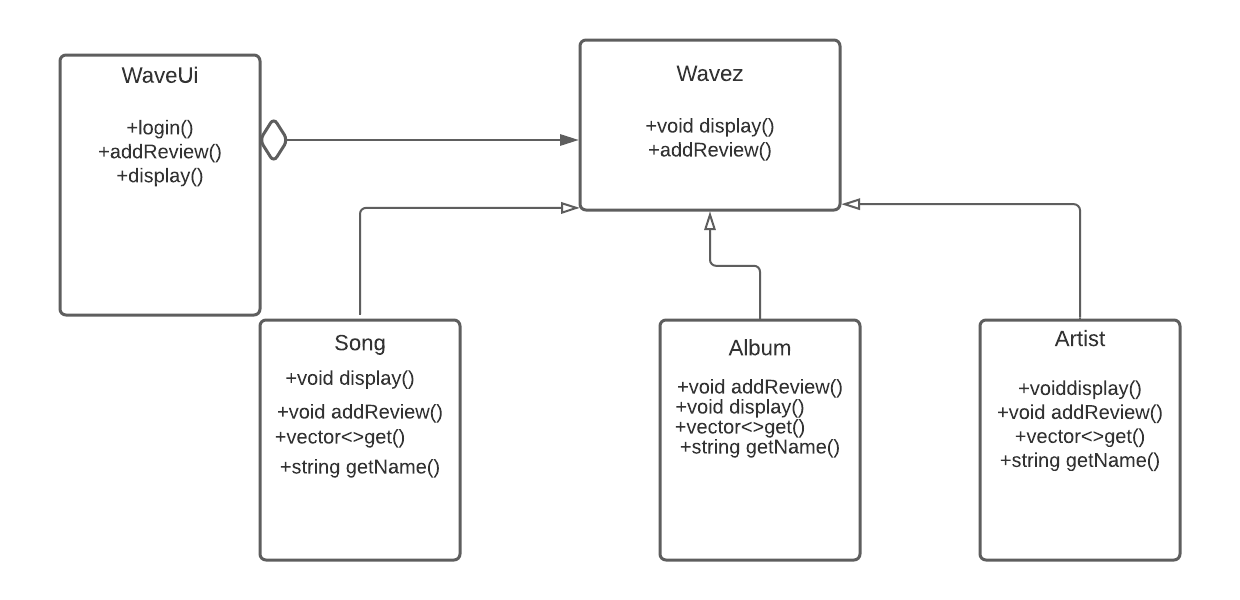 WaveUi
+login()
+addReview()
+display()
Wavez
+void display()
+addReview()
Song
+void display()
+void addReview()
+vector<>get()
+string getName()
Album
+void addReview()
+void display()
+vector<>get()
+string getName()
Artist
+voiddisplay()
+void addReview()
+vector<>get()
+string getName()